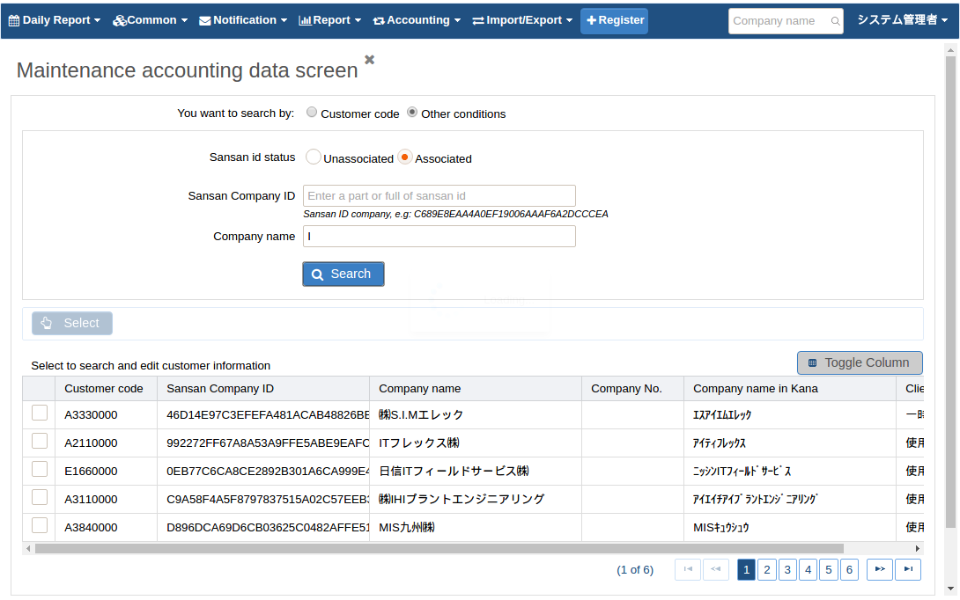 Daily Report Common Notification Report Accounting Import/Export Register Company name システム管理者
Maintenance accounting data screen
You want to search by: Customer code Other conditions
Sansan id status Unassociated Associated
Sansan Company ID Enter a part or full of sansan id
Sansan ID company, e.g: C689E8EAA4A0EF19006AAAF6A2DCCCEA
Company name I
Search
Select
Select to search and edit customer information Toggle Column
Customer code Sansan Company ID Company name Company No. Company name in Kana Clie
A3330000 46D14E97C3EFEFA481ACAB48826BE ㈱S.I.Mエレック ｴｽｱｲｴﾑｴﾚｯｸ 一時
A2110000 992272FF67A8A53A9FFE5ABE9EAFC ITフレックス㈱ ｱｲﾃｨﾌﾚｯｸｽ 使用
E1660000 0EB77C6CA8CE2892B301A6CA999E4 日信ITフィールドサービス㈱ ﾆｯｼﾝITﾌｨｰﾙﾄﾞｻｰﾋﾞｽ 使用
A3110000 C9A58F4A5F8797837515A02C57EEB3 ㈱IHIプラントエンジニアリング ｱｲｴｲﾁｱｲﾌﾟﾗﾝﾄｴﾝｼﾞﾆｱﾘﾝｸﾞ 使用
A3840000 D896DCA69D6CB03625C0482AFFE51 MIS九州㈱ MISｷｭｳｼｭｳ 使用
(1 of 6) 1 2 3 4 5 6